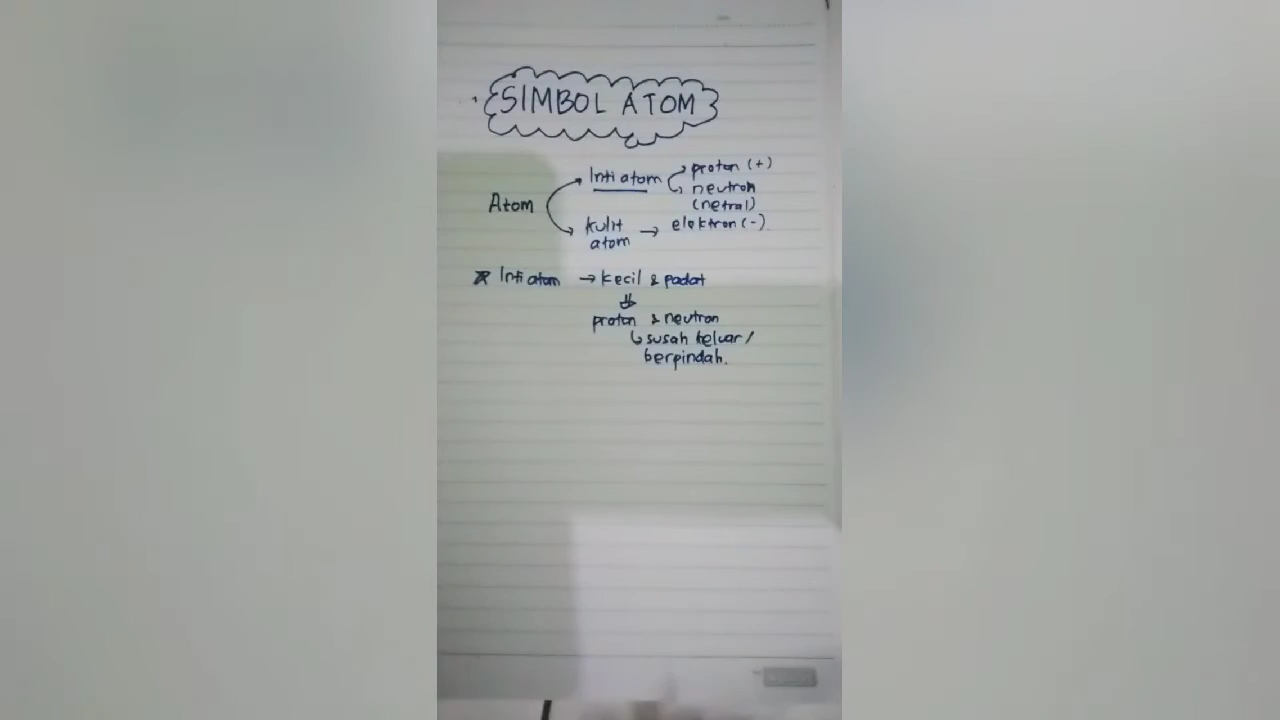 SIMBOL ATOM
Atom
Inti atom
proton (+)
neutron
(netral)
kulit
atom
→ elektron (-)
Inti atom → kecil & padat
⇓
proton & neutron
↳ susah keluar /
berpindah.